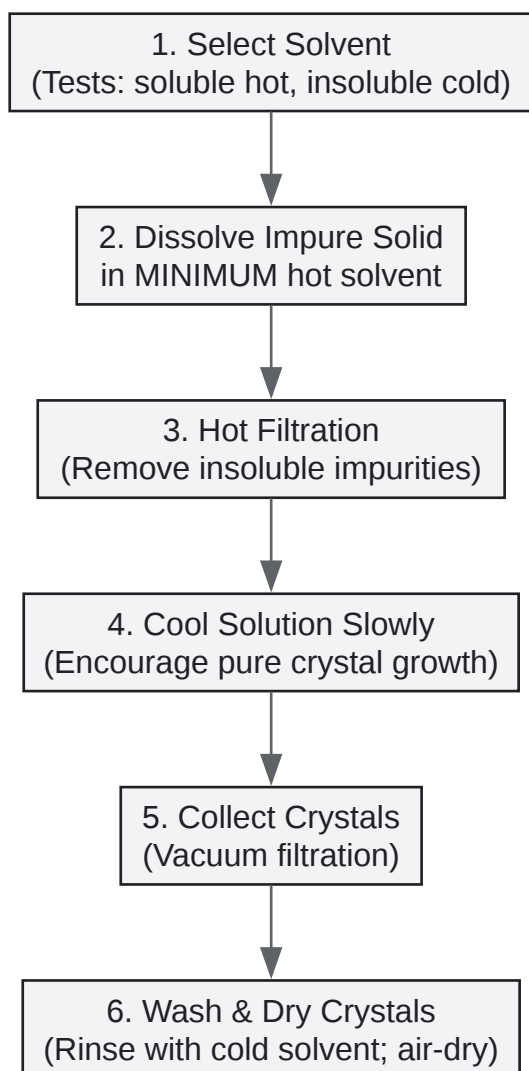 1. Select Solvent
(Tests: soluble hot, insoluble cold)
2. Dissolve Impure Solid
in MINIMUM hot solvent
3. Hot Filtration
(Remove insoluble impurities)
4. Cool Solution Slowly
(Encourage pure crystal growth)
5. Collect Crystals
(Vacuum filtration)
6. Wash & Dry Crystals
(Rinse with cold solvent; air-dry)